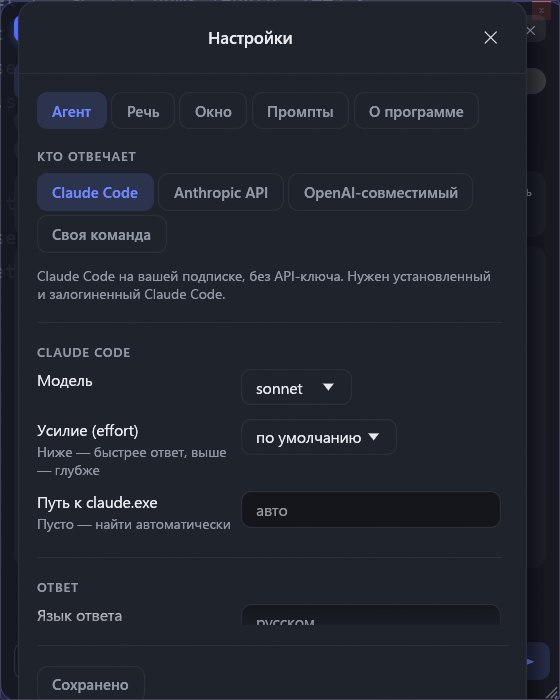 Настройки
Агент
Речь
Окно
Промпты
О программе
КТО ОТВЕЧАЕТ
Claude Code
Anthropic API
OpenAI-совместимый
Своя команда
Claude Code на вашей подписке, без API-ключа. Нужен установленный
и залогиненный Claude Code.
CLAUDE CODE
Модель
sonnet
Усилие (effort)
по умолчанию
Ниже — быстрее ответ, выше
— глубже
Путь к claude.exe
авто
Пусто — найти автоматически
ОТВЕТ
Язык ответа
русском
Сохранено